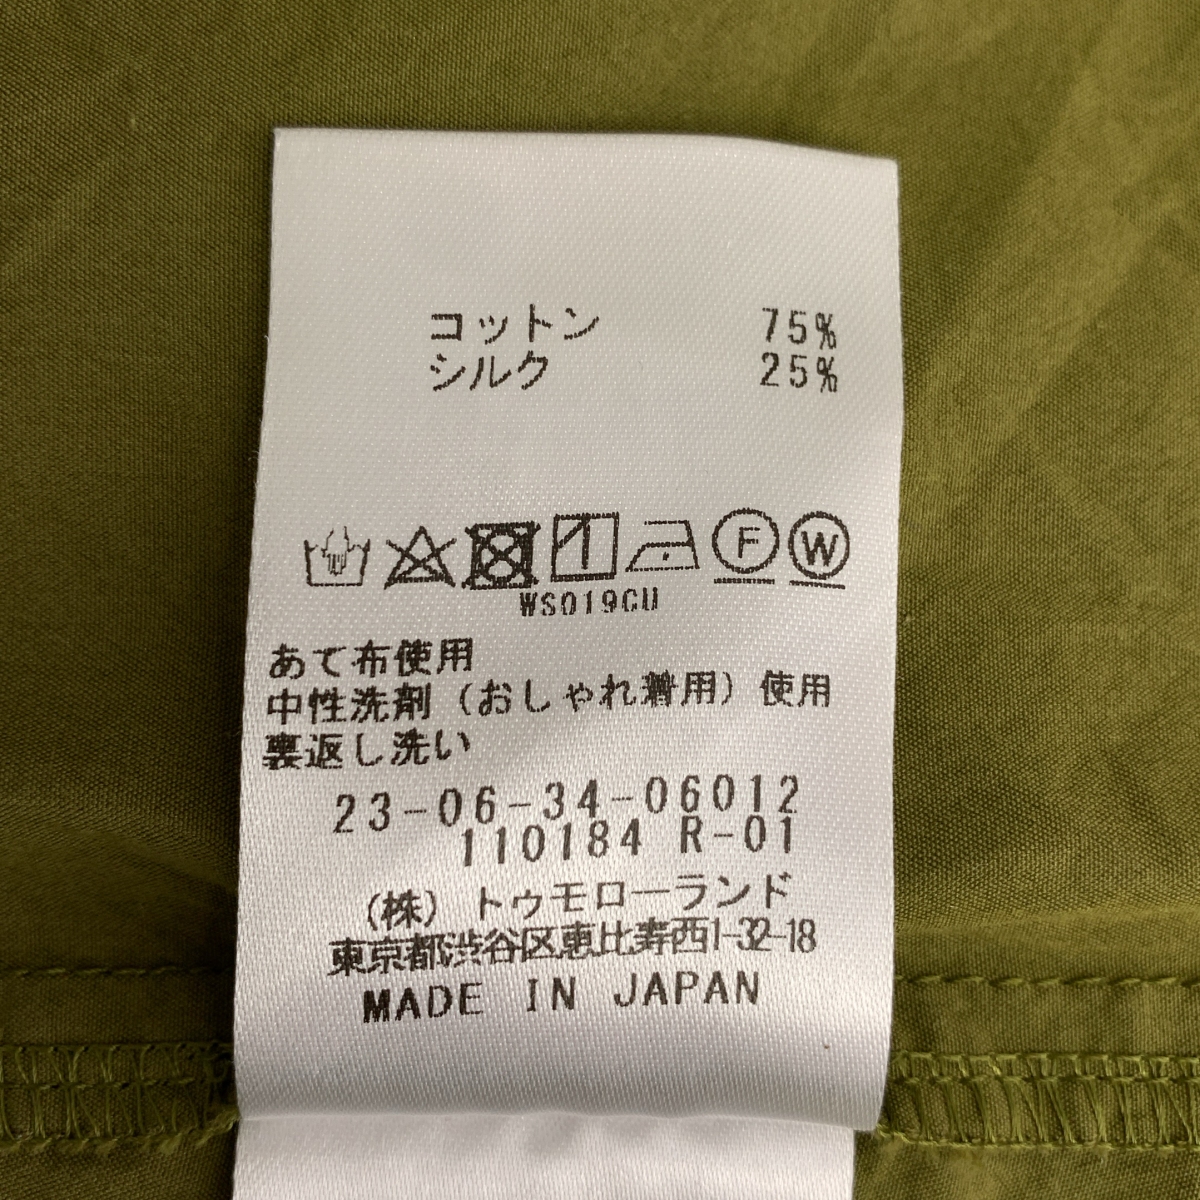 コットン 75%
シルク 25%
F W
WS019CU
あて布使用
中性洗剤（おしゃれ着用）使用
裏返し洗い
23-06-34-06012
110184 R-01
（株）トゥモローランド
東京都渋谷区恵比寿西1-32-18
MADE IN JAPAN